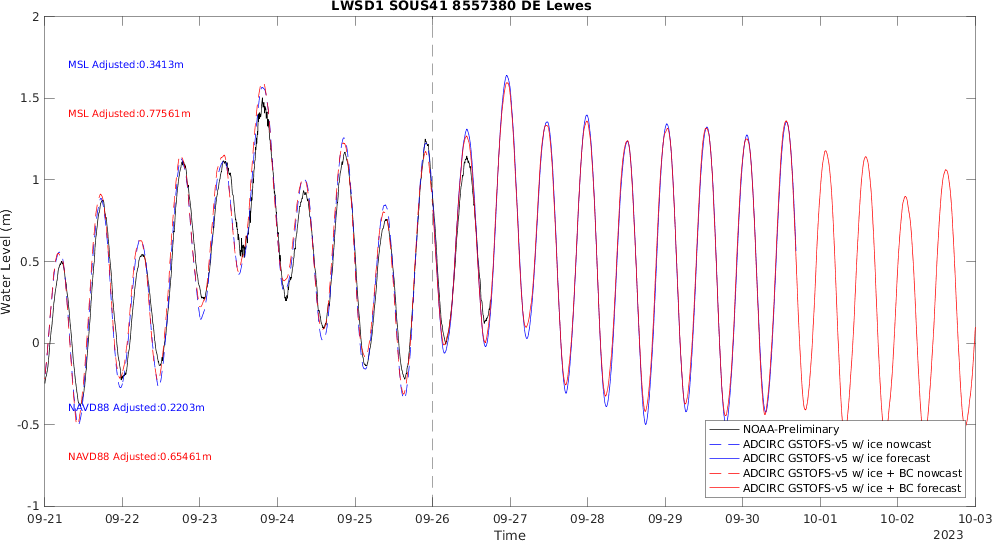 LWSD1 SOUS41 8557380 DE Lewes
2
1.5
1
0.5
0
-0.5
-1
Water Level (m)
MSL Adjusted:0.3413m
MSL Adjusted:0.77561m
NAVD88 Adjusted:0.2203m
NAVD88 Adjusted:0.65461m
NOAA-Preliminary
ADCIRC GSTOFS-v5 w/ ice nowcast
ADCIRC GSTOFS-v5 w/ ice forecast
ADCIRC GSTOFS-v5 w/ ice + BC nowcast
ADCIRC GSTOFS-v5 w/ ice + BC forecast
09-21 09-22 09-23 09-24 09-25 09-26 09-27 09-28 09-29 09-30 10-01 10-02 10-03
Time
2023